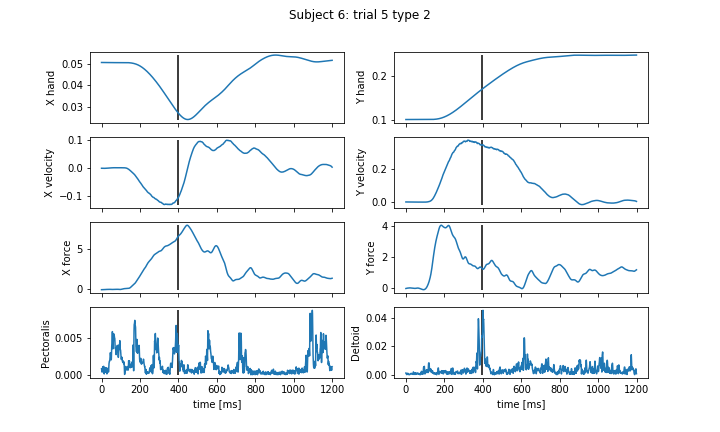 Subject 6: trial 5 type 2
X hand
0.05
0.04
0.03
Y hand
0.2
0.1
X velocity
0.1
0.0
−0.1
Y velocity
0.2
0.0
X force
5
0
Y force
4
2
0
Pectoralis
0.005
0.000
0 200 400 600 800 1000 1200
time [ms]
Deltoid
0.04
0.02
0.00
0 200 400 600 800 1000 1200
time [ms]